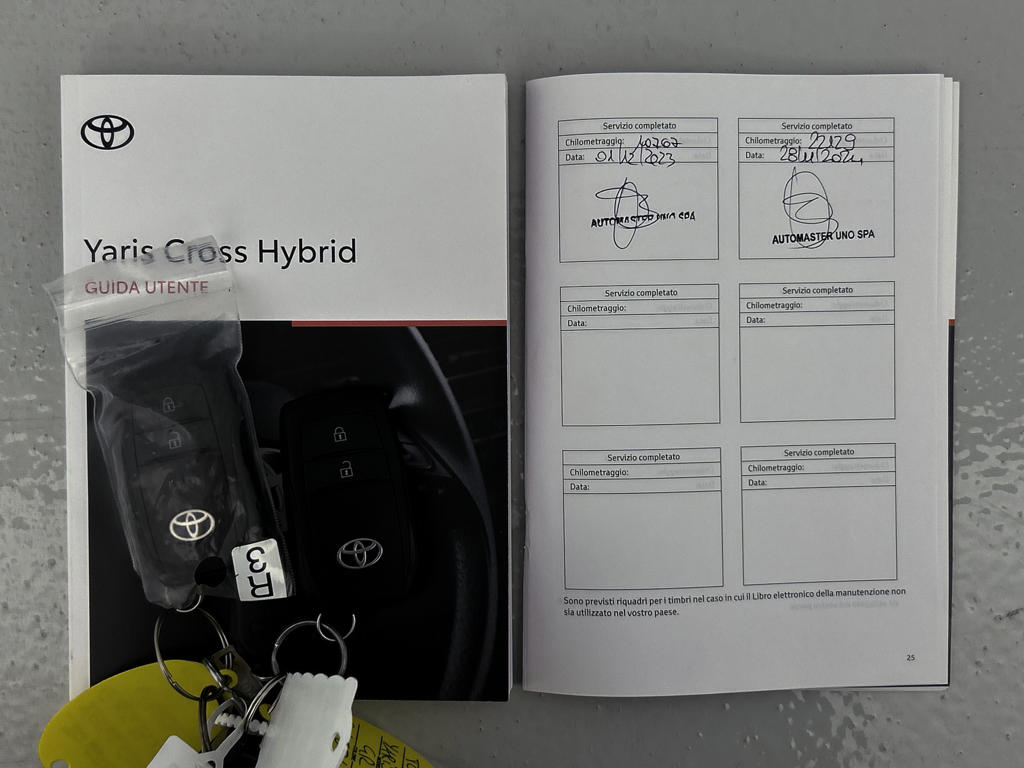 Yaris Cross Hybrid
GUIDA UTENTE
Servizio completato
Chilometraggio: 10767
Data: 01/12/2023
AUTOMASTER UNO SPA
Servizio completato
Chilometraggio: 22129
Data: 28/11/2024
AUTOMASTER UNO SPA
Servizio completato
Chilometraggio:
Data:
Servizio completato
Chilometraggio:
Data:
Servizio completato
Chilometraggio:
Data:
Servizio completato
Chilometraggio:
Data:
Sono previsti riquadri per i timbri nel caso in cui il Libro elettronico della manutenzione non
sia utilizzato nel vostro paese.
25